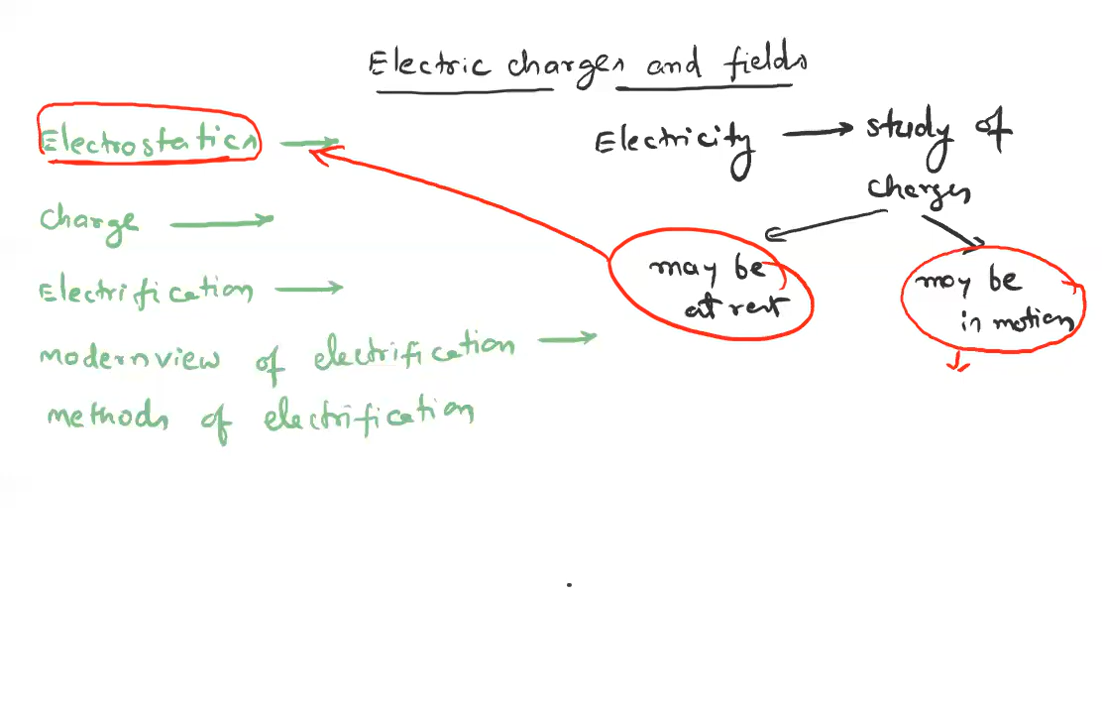 Electric charges and fields
Electrostatics →
Electricity → study of
charges
Charge →
may be
at rest
may be
in motion
Electrification →
modern view of electrification →
methods of electrification